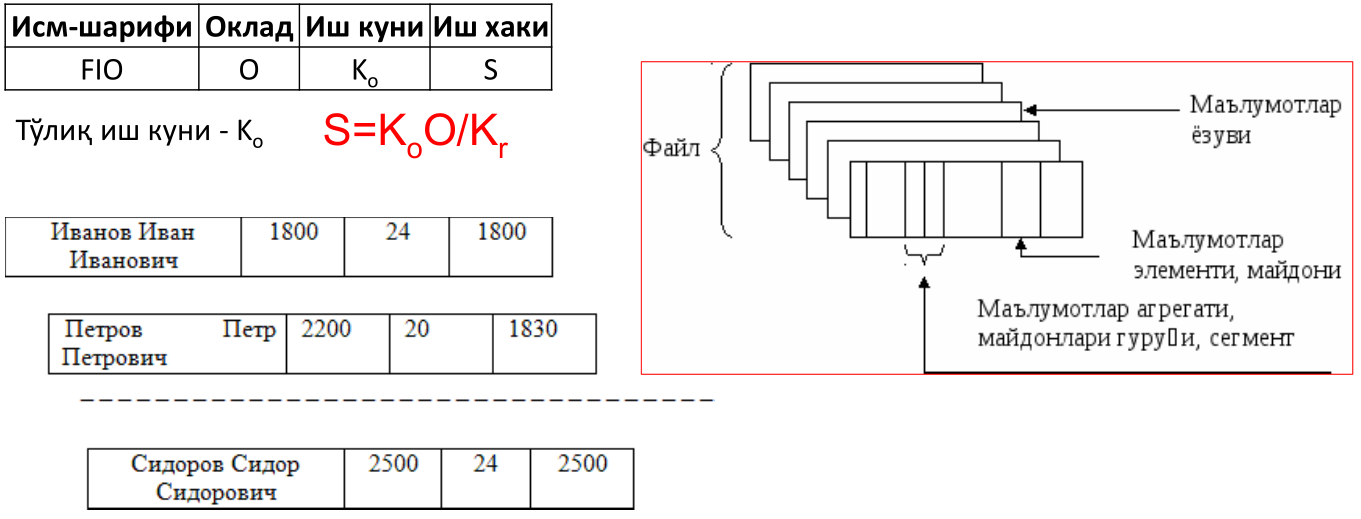 Исм-шарифи Оклад Иш куни Иш хаки
FIO O Kₒ S
Тўлиқ иш куни - Kₒ S=KₒO/Kᵣ
Иванов Иван 1800 24 1800
Иванович
Петров Петр 2200 20 1830
Петрович
Сидоров Сидор 2500 24 2500
Сидорович
Файл
Маълумотлар
ёзуви
Маълумотлар
элементи, майдони
Маълумотлар агрегати,
майдонлари гуру▯и, сегмент